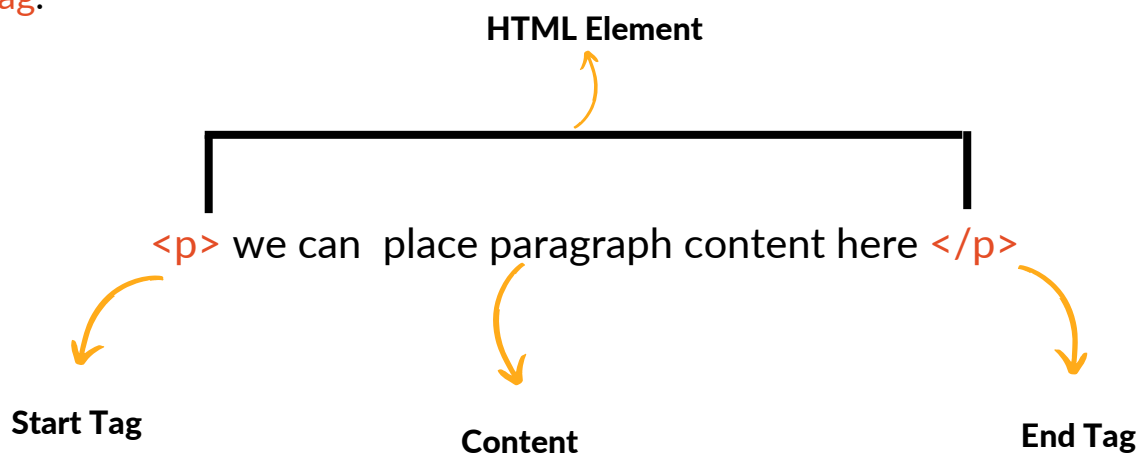 ag.
HTML Element
<p> we can  place paragraph content here </p>
Start Tag
Content
End Tag